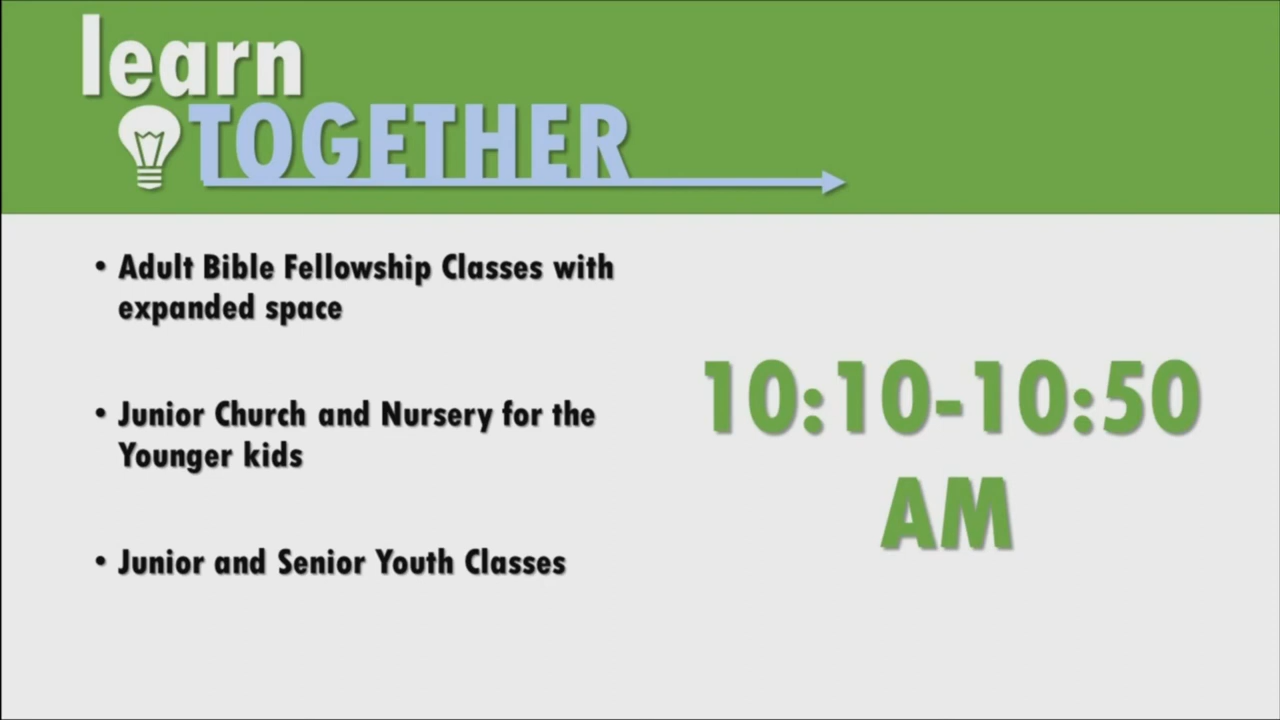 learn
TOGETHER
• Adult Bible Fellowship Classes with
expanded space
• Junior Church and Nursery for the
Younger kids
• Junior and Senior Youth Classes
10:10-10:50
AM